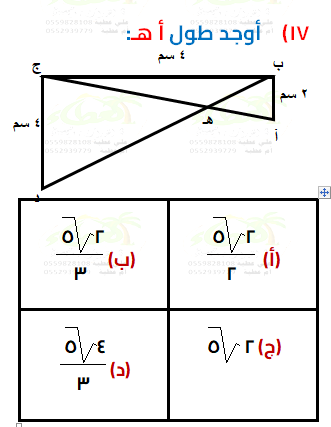 ١٧) أوجد طول أ هـ:
٤ سم
ج
ب
٢ سم
أ
هـ
٤ سم
د
(أ) ٢√٥ / ٢
(ب) ٢√٥ / ٣
(ج) ٢√٥
(د) ٤√٥ / ٣